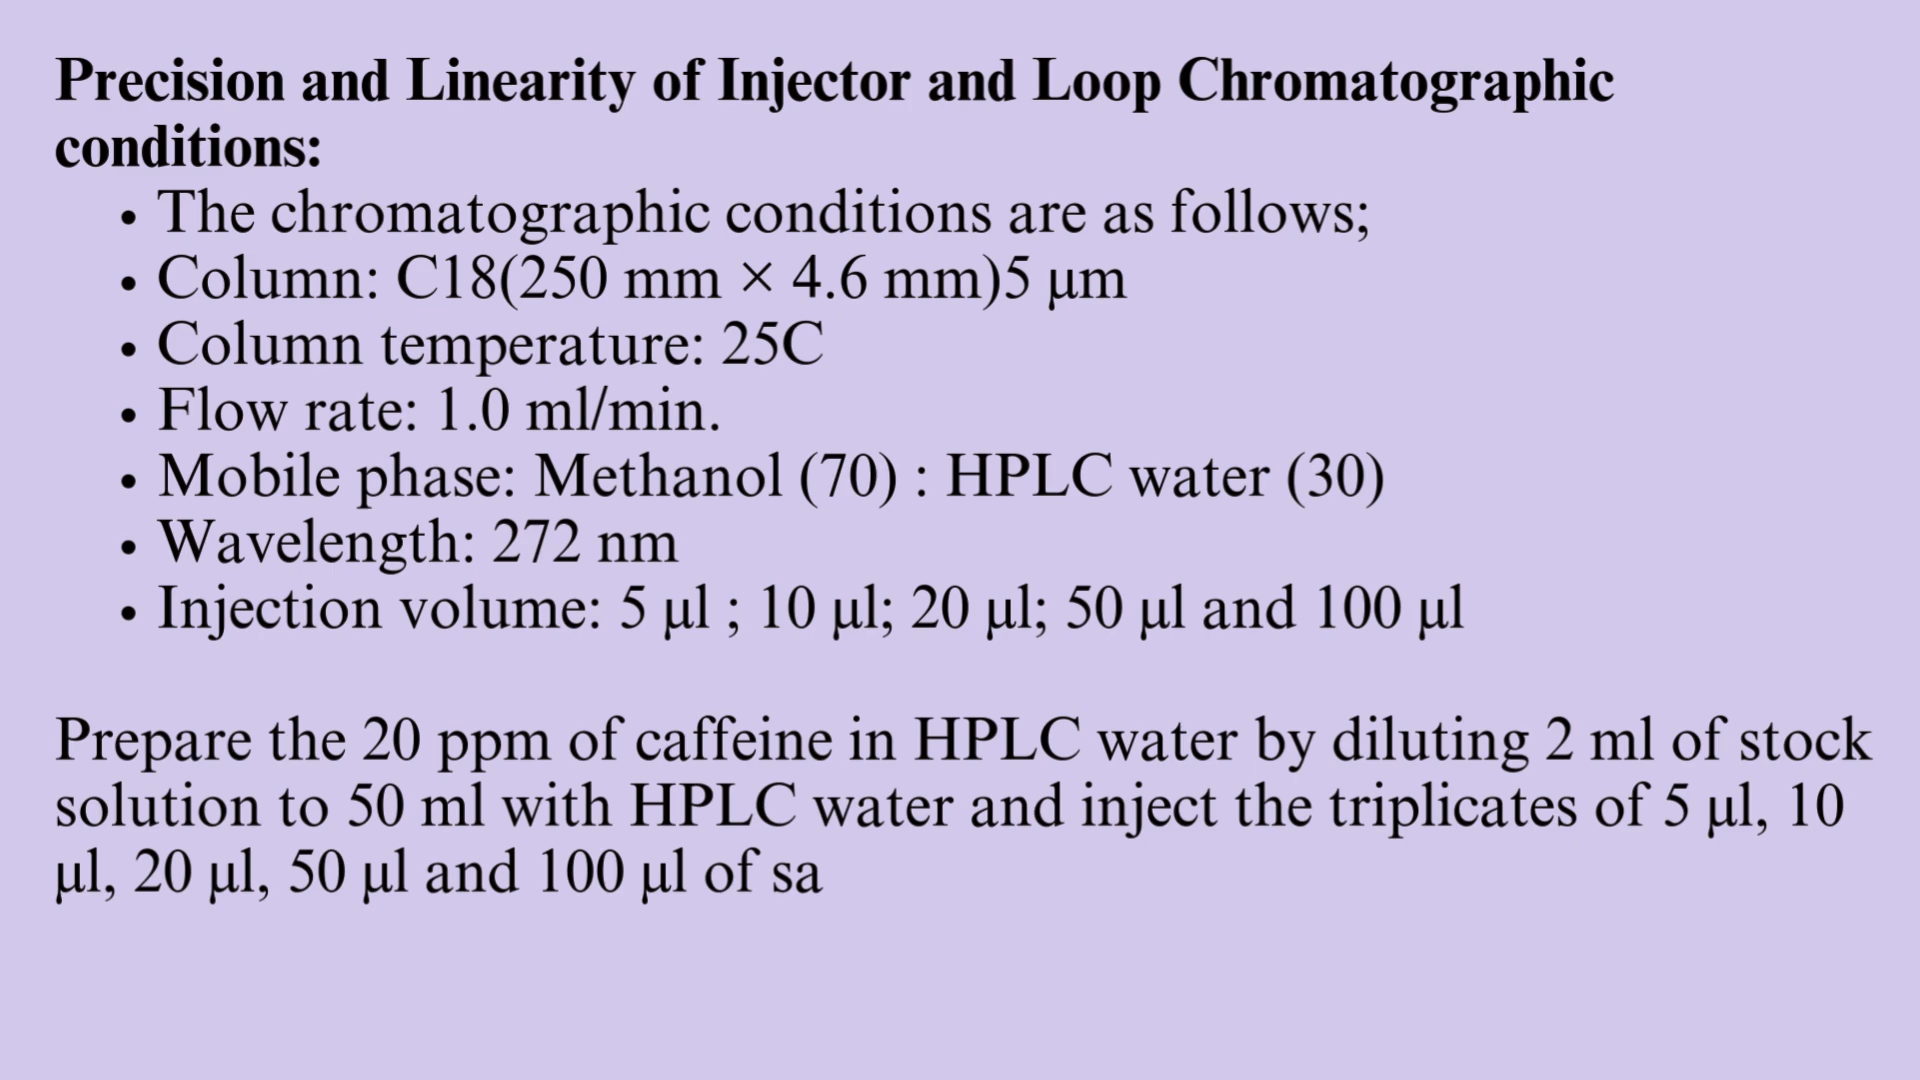 Precision and Linearity of Injector and Loop Chromatographic
conditions:
• The chromatographic conditions are as follows;
• Column: C18(250 mm × 4.6 mm)5 μm
• Column temperature: 25C
• Flow rate: 1.0 ml/min.
• Mobile phase: Methanol (70) : HPLC water (30)
• Wavelength: 272 nm
• Injection volume: 5 μl ; 10 μl; 20 μl; 50 μl and 100 μl
Prepare the 20 ppm of caffeine in HPLC water by diluting 2 ml of stock
solution to 50 ml with HPLC water and inject the triplicates of 5 μl, 10
μl, 20 μl, 50 μl and 100 μl of sa